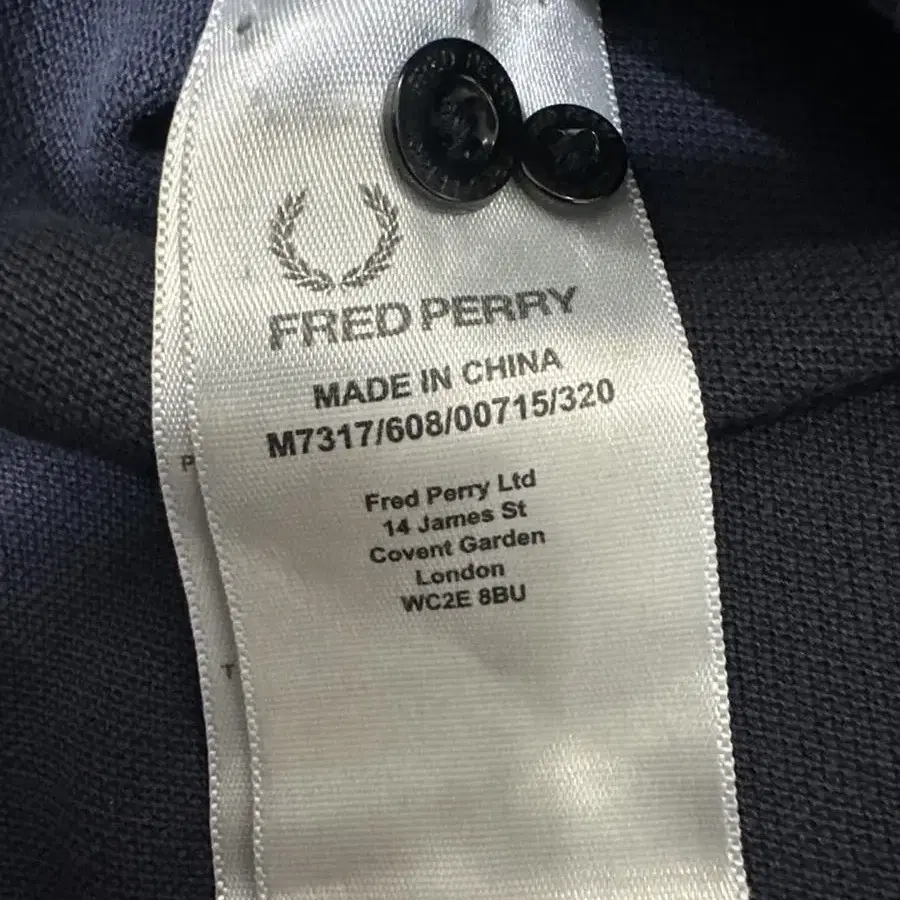 FRED PERRY
MADE IN CHINA
M7317/608/00715/320
Fred Perry Ltd
14 James St
Covent Garden
London
WC2E 8BU
P
T